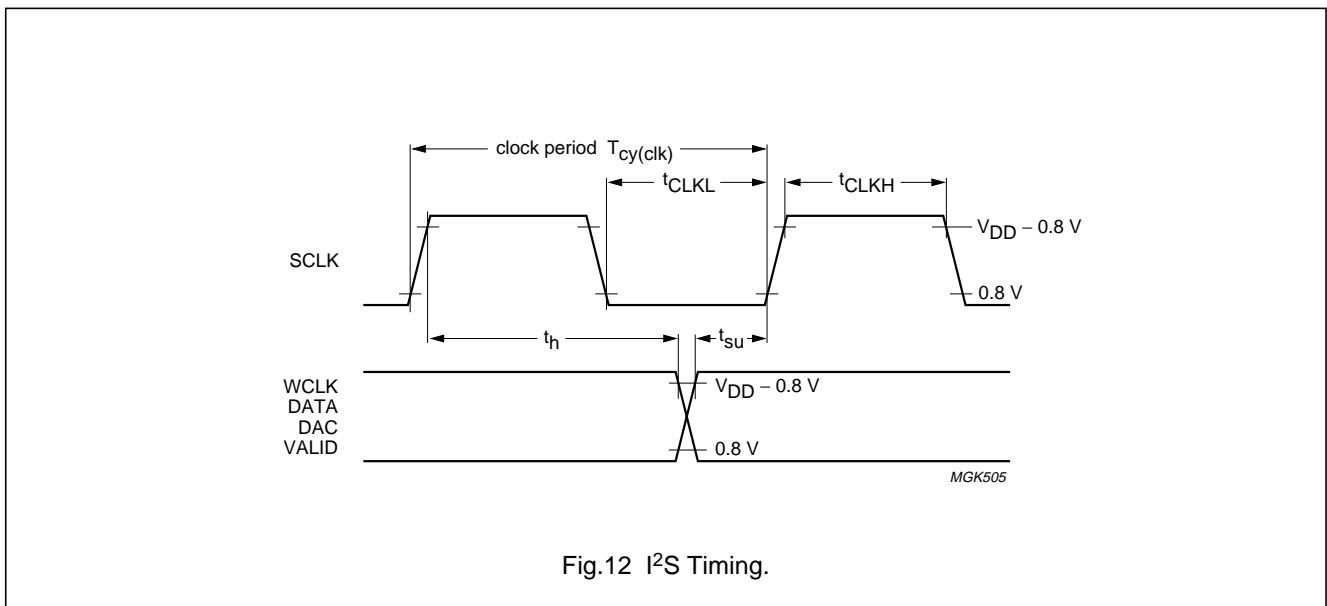 clock period T_cy(clk)
t_CLKL
t_CLKH
V_DD – 0.8 V
SCLK
0.8 V
t_h
t_su
WCLK
DATA
DAC
VALID
V_DD – 0.8 V
0.8 V
MGK505
Fig.12 I²S Timing.